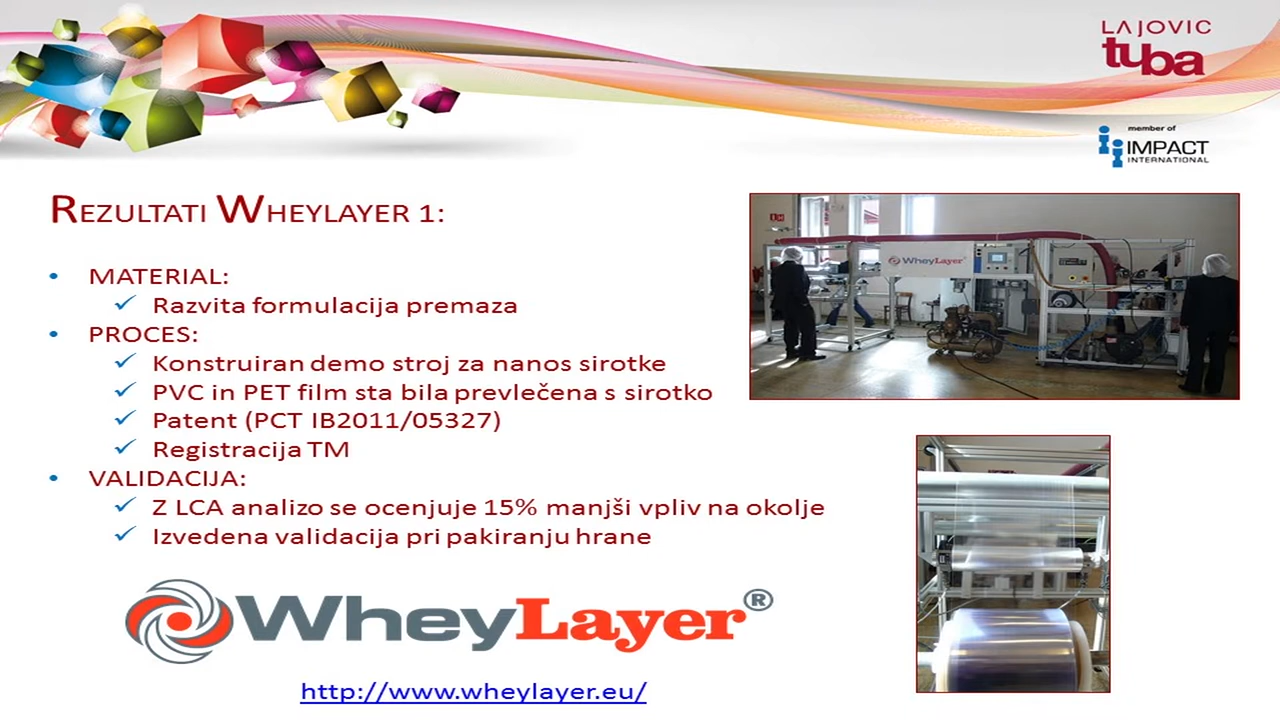 LAJOVIC
tuba
member of
IMPACT
INTERNATIONAL
REZULTATI WHEYLAYER 1:
• MATERIAL:
✓ Razvita formulacija premaza
• PROCES:
✓ Konstruiran demo stroj za nanos sirotke
✓ PVC in PET film sta bila prevlečena s sirotko
✓ Patent (PCT IB2011/05327)
✓ Registracija TM
• VALIDACIJA:
✓ Z LCA analizo se ocenjuje 15% manjši vpliv na okolje
✓ Izvedena validacija pri pakiranju hrane
WheyLayer
WheyLayer®
http://www.wheylayer.eu/